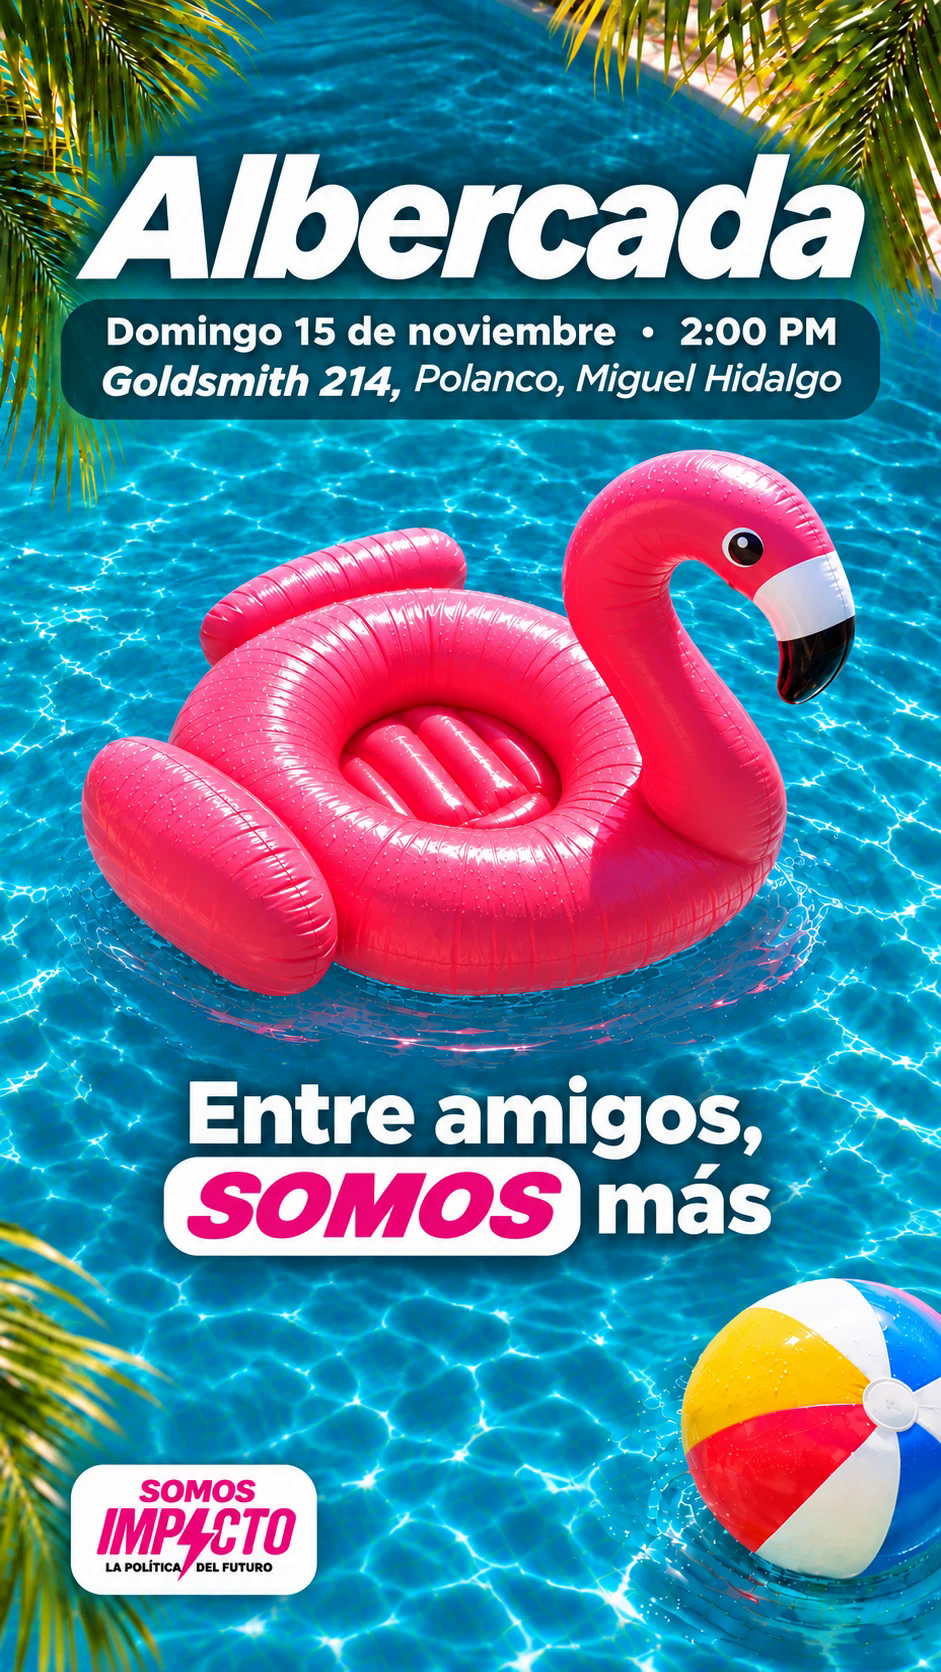 Albercada
Domingo 15 de noviembre • 2:00 PM
Goldsmith 214, Polanco, Miguel Hidalgo
Entre amigos,
SOMOS más
SOMOS
IMPACTO
LA POLÍTICA DEL FUTURO